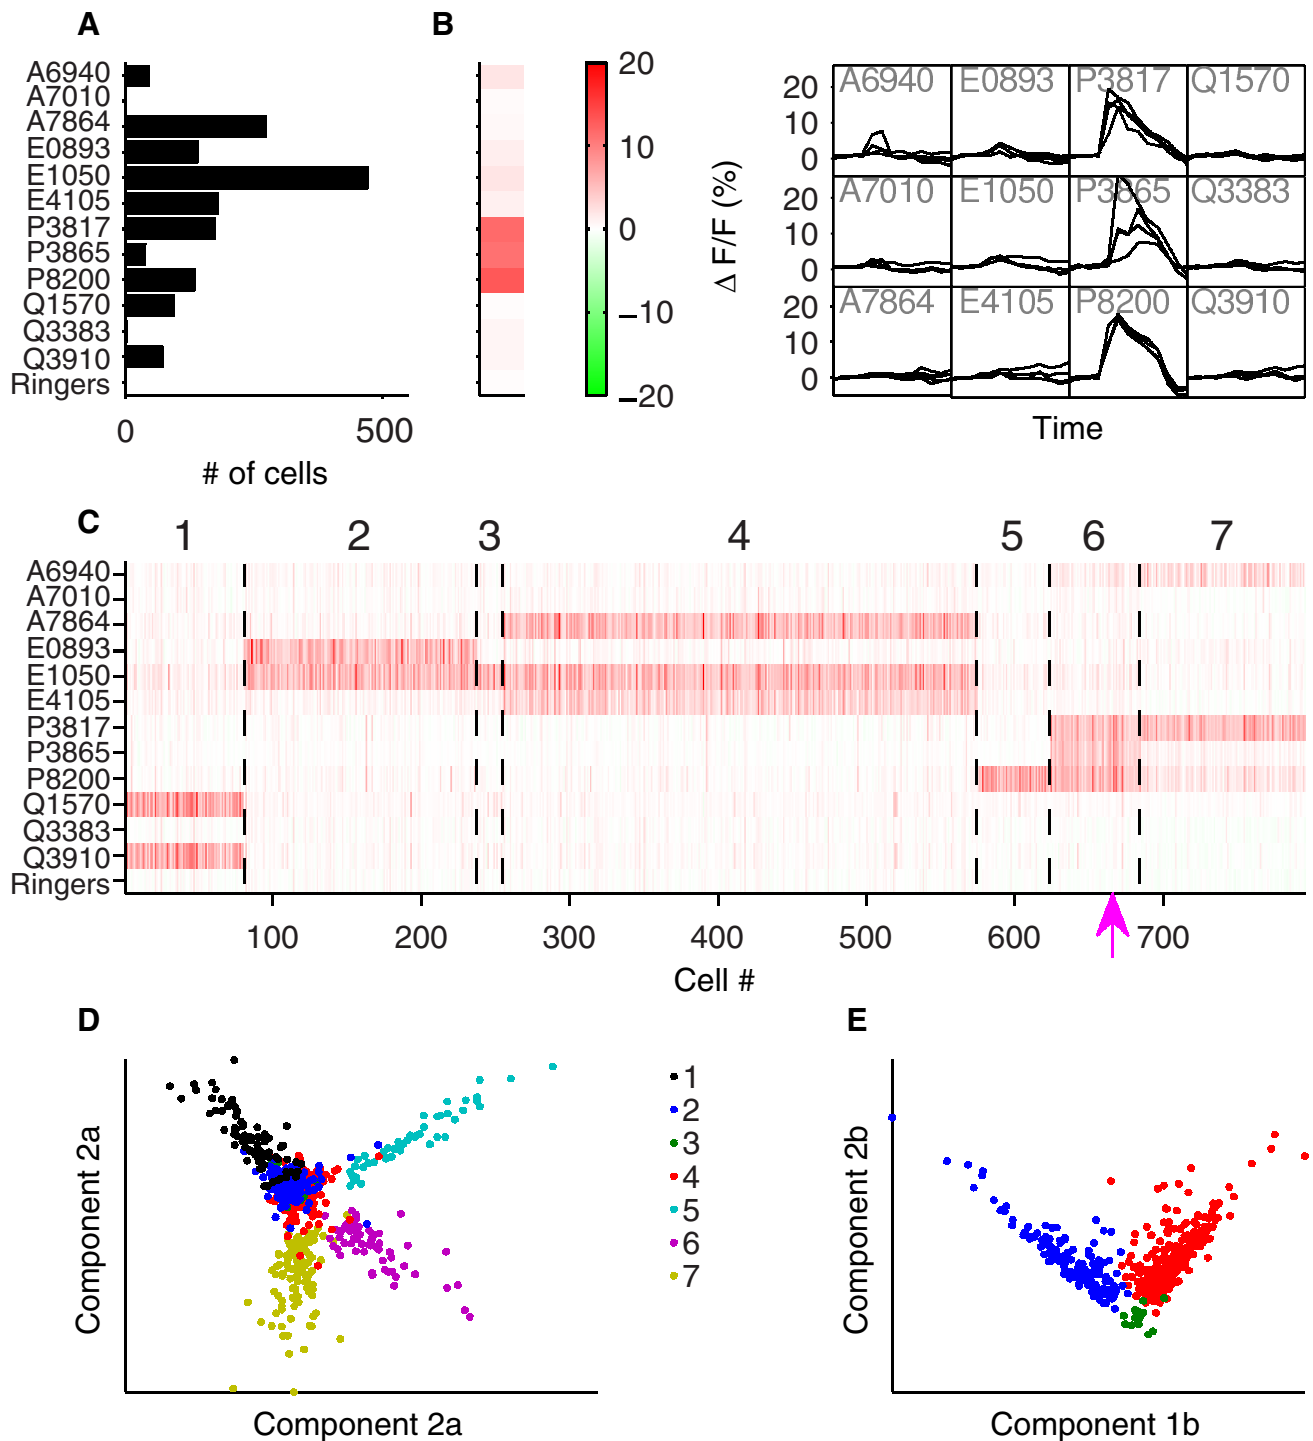 A
B
A6940
A7010
A7864
E0893
E1050
E4105
P3817
P3865
P8200
Q1570
Q3383
Q3910
Ringers
0
500
# of cells
20
10
0
−10
−20
Δ F/F (%)
20
10
0
20
10
0
20
10
0
A6940 E0893 P3817 Q1570
A7010 E1050 P3865 Q3383
A7864 E4105 P8200 Q3910
Time
C
1 2 3 4 5 6 7
A6940
A7010
A7864
E0893
E1050
E4105
P3817
P3865
P8200
Q1570
Q3383
Q3910
Ringers
100 200 300 400 500 600 700
Cell #
D
Component 2a
Component 2a
1
2
3
4
5
6
7
E
Component 2b
Component 1b